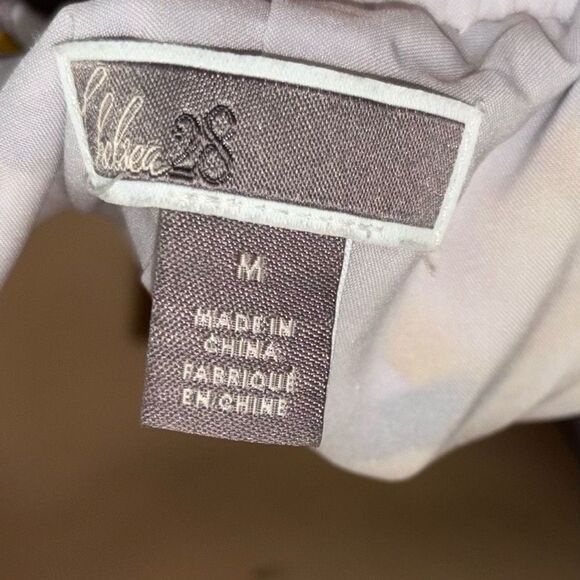 Chelsea28
M
MADE IN
CHINA
FABRIQUÉ
EN CHINE